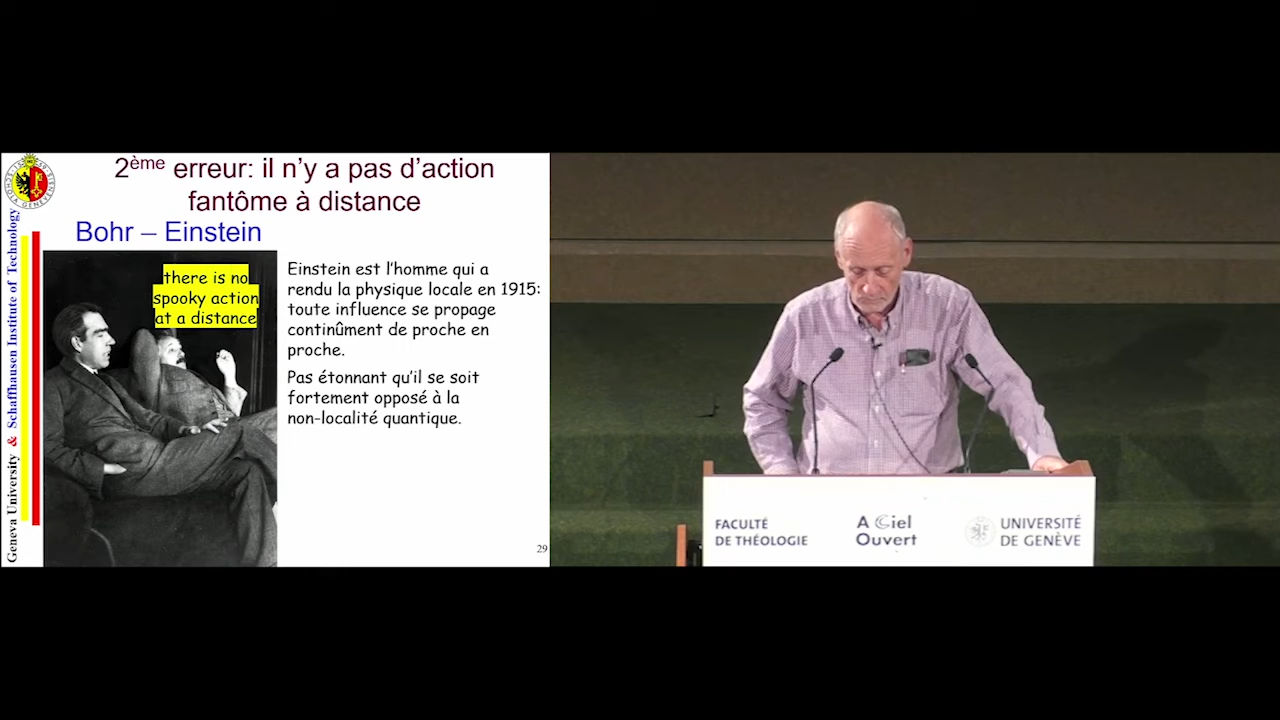 2ème erreur: il n'y a pas d'action
fantôme à distance
Bohr – Einstein
there is no
spooky action
at a distance
Einstein est l'homme qui a
rendu la physique locale en 1915:
toute influence se propage
continûment de proche en
proche.
Pas étonnant qu'il se soit
fortement opposé à la
non-localité quantique.
Geneva University & Schaffhausen Institute of Technology
29
FACULTÉ
DE THÉOLOGIE
A Ciel
Ouvert
UNIVERSITÉ
DE GENÈVE